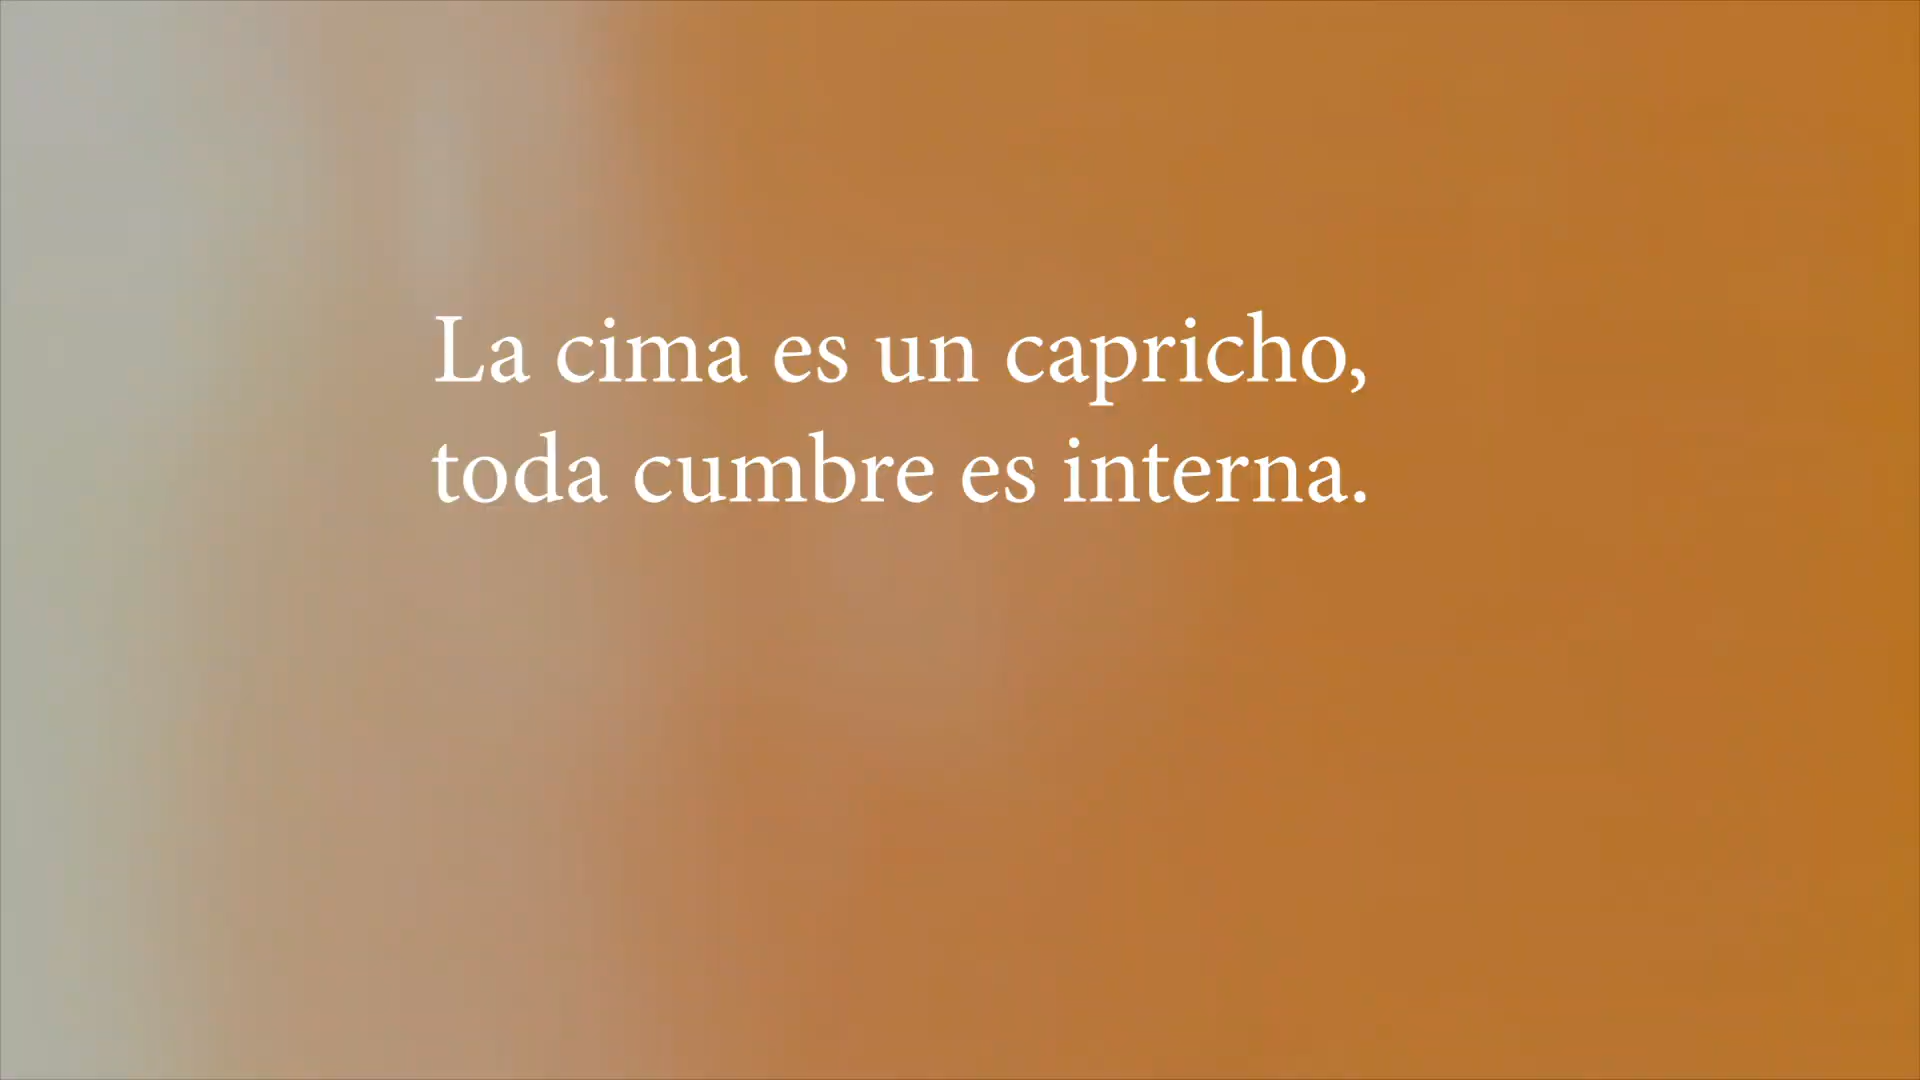 La cima es un capricho,
toda cumbre es interna.